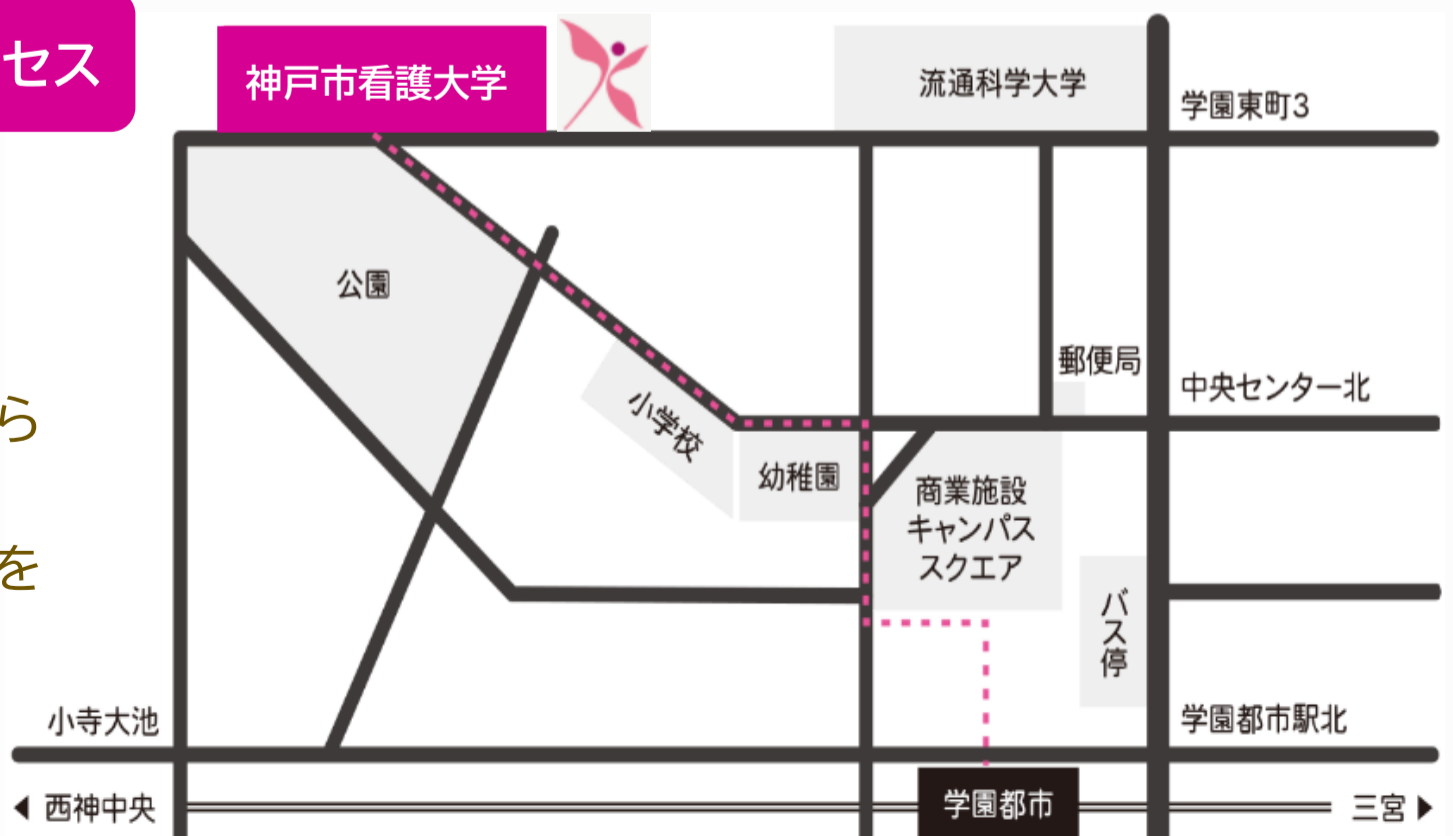 セス
神戸市看護大学
流通科学大学
学園東町3
公園
郵便局
中央センター北
ら
小学校
幼稚園
商業施設
キャンパス
スクエア
を
バス停
小寺大池
学園都市駅北
◀ 西神中央
学園都市
三宮 ▶